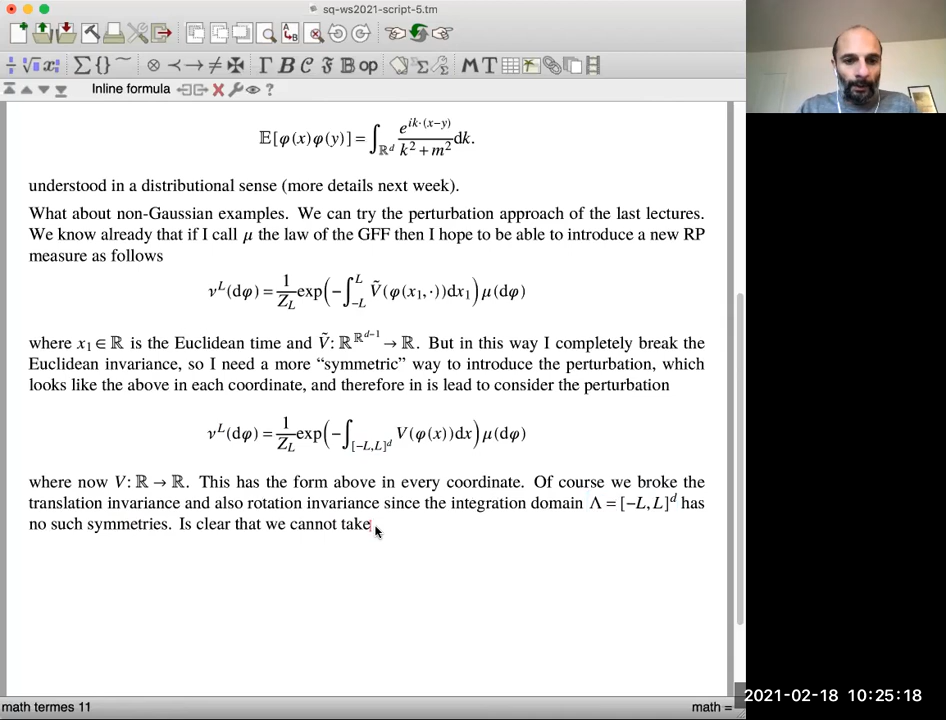 sq-ws2021-script-5.tm
Inline formula
𝔼[φ(x)φ(y)] = ∫_{ℝ^d} e^{ik·(x−y)}/(k²+m²) dk.
understood in a distributional sense (more details next week).
What about non-Gaussian examples. We can try the perturbation approach of the last lectures.
We know already that if I call μ the law of the GFF then I hope to be able to introduce a new RP
measure as follows
ν^L(dφ) = 1/Z_L exp(−∫_{−L}^{L} Ṽ(φ(x₁,·))dx₁) μ(dφ)
where x₁ ∈ ℝ is the Euclidean time and Ṽ: ℝ^{ℝ^{d−1}} → ℝ. But in this way I completely break the
Euclidean invariance, so I need a more “symmetric” way to introduce the perturbation, which
looks like the above in each coordinate, and therefore in is lead to consider the perturbation
ν^L(dφ) = 1/Z_L exp(−∫_{[−L,L]^d} V(φ(x))dx) μ(dφ)
where now V: ℝ → ℝ. This has the form above in every coordinate. Of course we broke the
translation invariance and also rotation invariance since the integration domain Λ = [−L, L]^d has
no such symmetries. Is clear that we cannot take
math termes 11
math =
2021-02-18 10:25:18